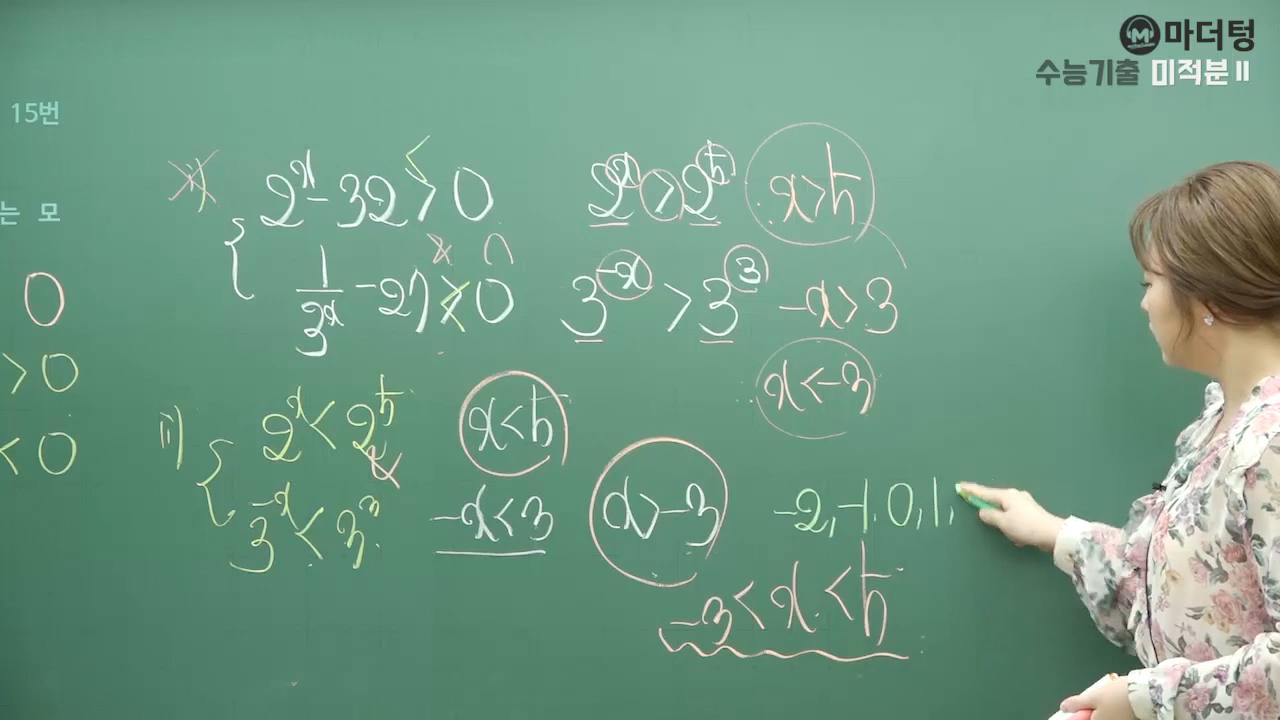 마더텅
수능기출 미적분 II
15번
는 모
0
> 0
< 0
i) 2^x - 32 > 0
1/3^x - 27 > 0
2^x > 2^5
x > 5
3^-x > 3^3
-x > 3
x < -3
ii) 2^x < 2^5
3^-x < 3^3
x < 5
-x < 3
x > -3
-2, -1, 0, 1,
-3 < x < 5